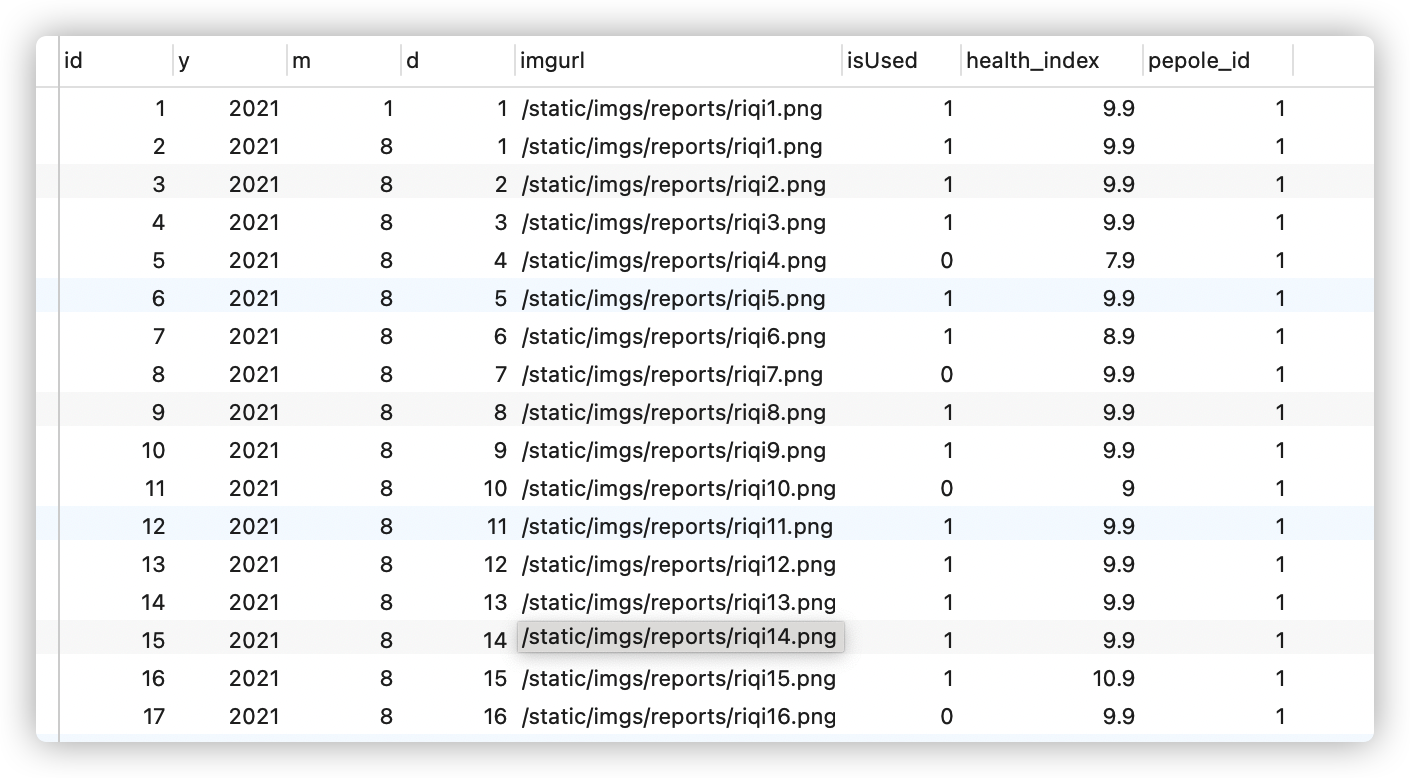 id y m d imgurl isUsed health_index pepole_id
1 2021 1 1 /static/imgs/reports/riqi1.png 1 9.9 1
2 2021 8 1 /static/imgs/reports/riqi1.png 1 9.9 1
3 2021 8 2 /static/imgs/reports/riqi2.png 1 9.9 1
4 2021 8 3 /static/imgs/reports/riqi3.png 1 9.9 1
5 2021 8 4 /static/imgs/reports/riqi4.png 0 7.9 1
6 2021 8 5 /static/imgs/reports/riqi5.png 1 9.9 1
7 2021 8 6 /static/imgs/reports/riqi6.png 1 8.9 1
8 2021 8 7 /static/imgs/reports/riqi7.png 0 9.9 1
9 2021 8 8 /static/imgs/reports/riqi8.png 1 9.9 1
10 2021 8 9 /static/imgs/reports/riqi9.png 1 9.9 1
11 2021 8 10 /static/imgs/reports/riqi10.png 0 9 1
12 2021 8 11 /static/imgs/reports/riqi11.png 1 9.9 1
13 2021 8 12 /static/imgs/reports/riqi12.png 1 9.9 1
14 2021 8 13 /static/imgs/reports/riqi13.png 1 9.9 1
15 2021 8 14 /static/imgs/reports/riqi14.png 1 9.9 1
16 2021 8 15 /static/imgs/reports/riqi15.png 1 10.9 1
17 2021 8 16 /static/imgs/reports/riqi16.png 0 9.9 1